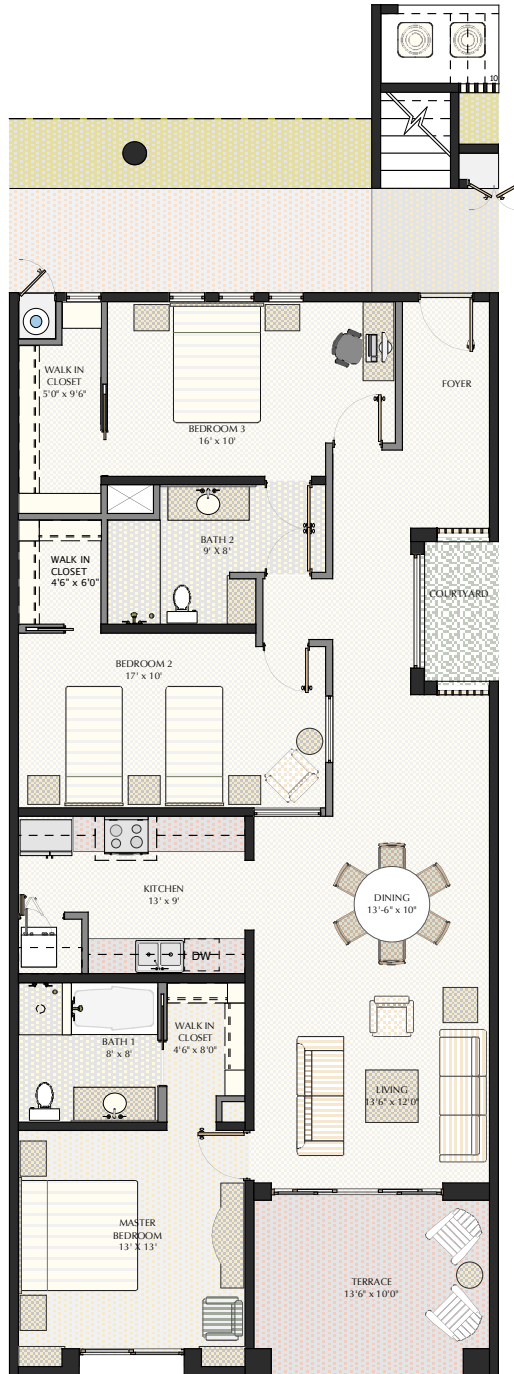 10
WALK IN
CLOSET
5'0" x 9'6"
FOYER
BEDROOM 3
16' x 10'
BATH 2
9' X 8'
WALK IN
CLOSET
4'6" x 6'0"
COURTYARD
BEDROOM 2
17' x 10'
KITCHEN
13' x 9'
DINING
13'-6" x 10"
DW
WALK IN
CLOSET
4'6" x 8'0"
BATH 1
8' x 8'
LIVING
13'6" x 12'0"
MASTER
BEDROOM
13' X 13'
TERRACE
13'6" x 10'0"